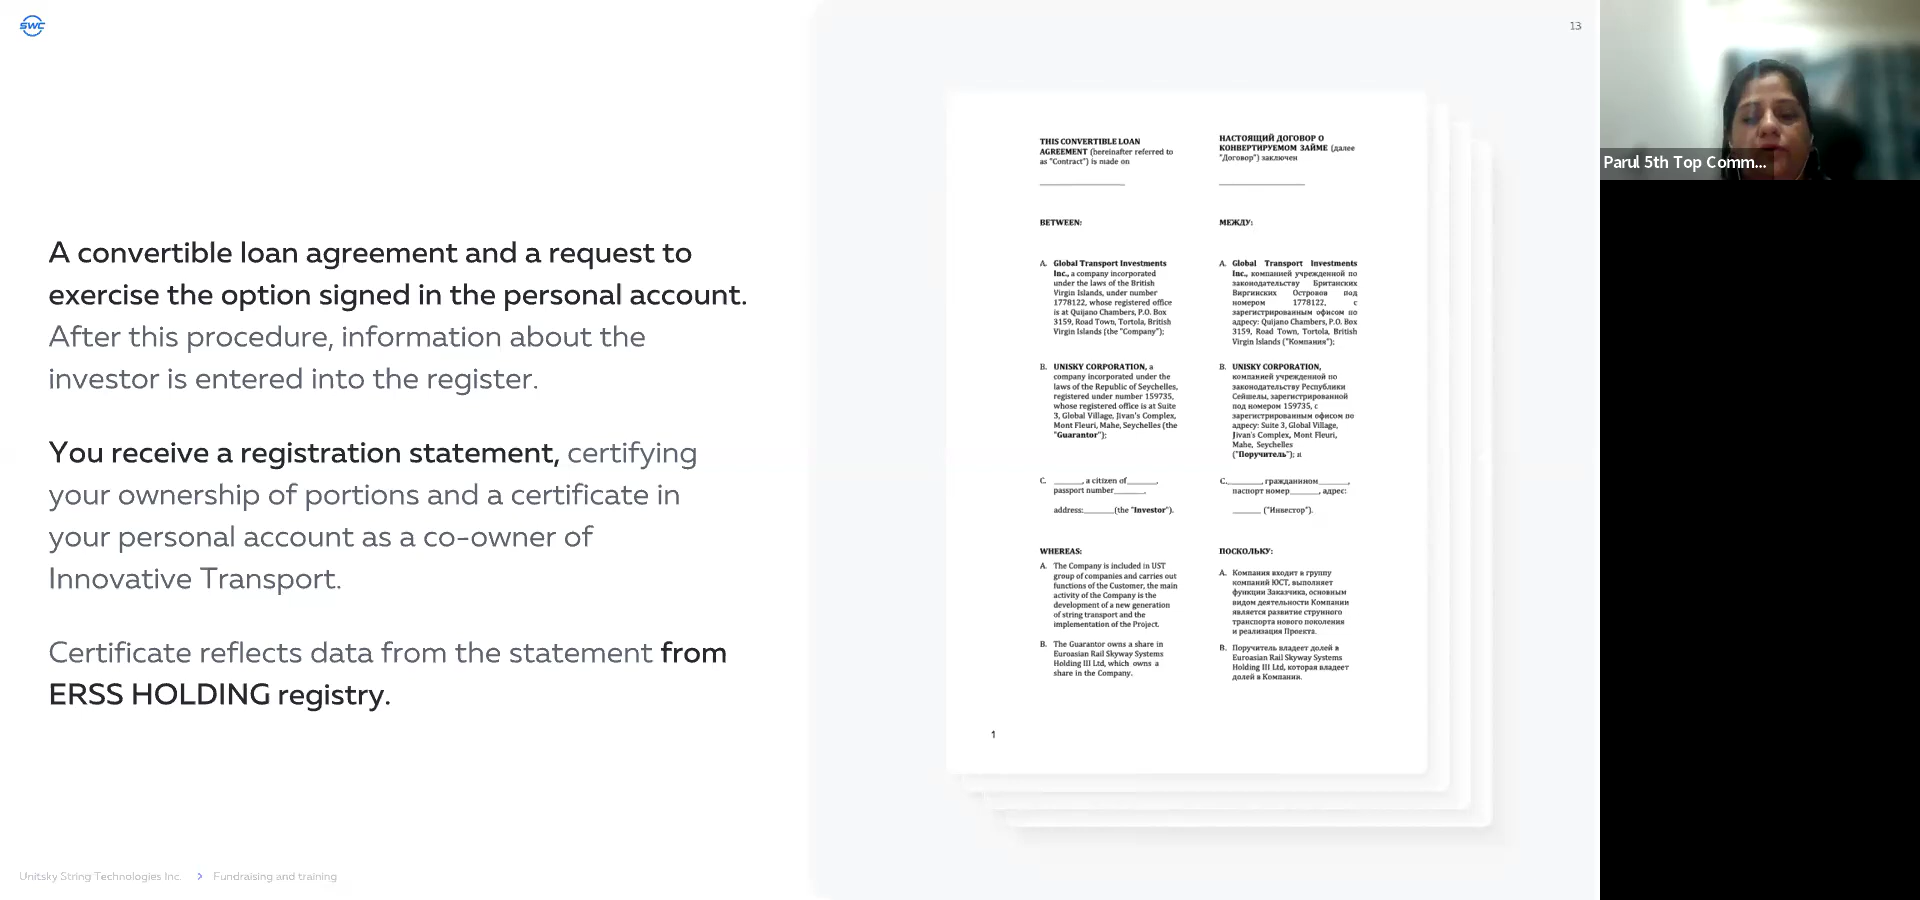 SWC
13
A convertible loan agreement and a request to
exercise the option signed in the personal account.
After this procedure, information about the
investor is entered into the register.
You receive a registration statement, certifying
your ownership of portions and a certificate in
your personal account as a co-owner of
Innovative Transport.
Certificate reflects data from the statement from
ERSS HOLDING registry.
THIS CONVERTIBLE LOAN
AGREEMENT (hereinafter referred to
as "Contract") is made on
BETWEEN:
A. Global Transport Investments
Inc., a company incorporated
under the laws of the British
Virgin Islands, under number
1778122, whose registered office
is at Quijano Chambers, P.O. Box
3159, Road Town, Tortola, British
Virgin Islands (the "Company");
B. UNISKY CORPORATION, a
company incorporated under the
laws of the Republic of Seychelles,
registered under number 159735,
whose registered office is at Suite
3, Global Village, Jivan's Complex,
Mont Fleuri, Mahe, Seychelles (the
"Guarantor");
C. ______, a citizen of______,
passport number______,
address:______(the "Investor").
WHEREAS:
A. The Company is included in UST
group of companies and carries out
functions of the Customer, the main
activity of the Company is the
development of a new generation
of string transport and the
implementation of the Project.
B. The Guarantor owns a share in
Euroasian Rail Skyway Systems
Holding III Ltd, which owns a
share in the Company.
НАСТОЯЩИЙ ДОГОВОР О
КОНВЕРТИРУЕМОМ ЗАЙМЕ (далее
"Договор") заключен
МЕЖДУ:
A. Global Transport Investments
Inc., компанией учрежденной по
законодательству Британских
Виргинских Островов под
номером 1778122, с
зарегистрированным офисом по
адресу: Quijano Chambers, P.O. Box
3159, Road Town, Tortola, British
Virgin Islands ("Компания");
B. UNISKY CORPORATION,
компанией учрежденной по
законодательству Республики
Сейшелы, зарегистрированной
под номером 159735, с
зарегистрированным офисом по
адресу: Suite 3, Global Village,
Jivan's Complex, Mont Fleuri,
Mahe, Seychelles
("Поручитель"); и
C.______, гражданином______,
паспорт номер______, адрес:
______ ("Инвестор").
ПОСКОЛЬКУ:
A. Компания входит в группу
компаний ЮСТ, выполняет
функции Заказчика, основным
видом деятельности Компании
является развитие струнного
транспорта нового поколения
и реализация Проекта.
B. Поручитель владеет долей в
Euroasian Rail Skyway Systems
Holding III Ltd, которая владеет
долей в Компании.
1
Unitsky String Technologies Inc. > Fundraising and training
Parul 5th Top Comm...